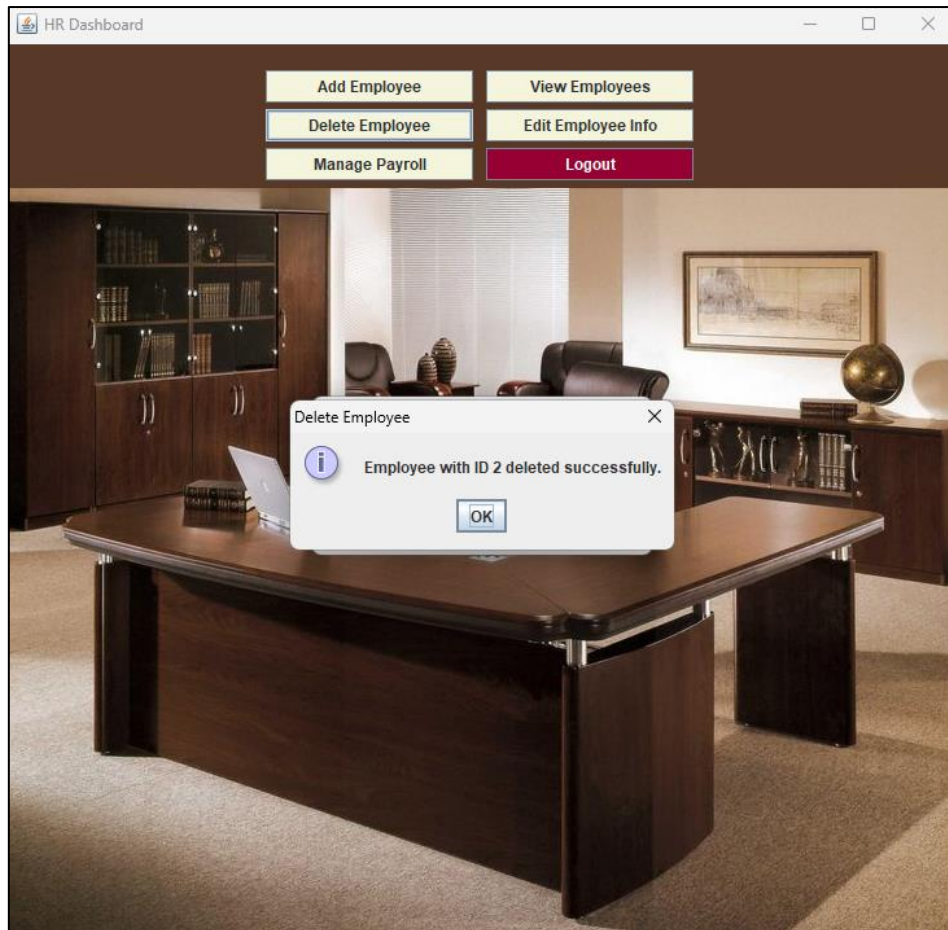 HR Dashboard
Add Employee
View Employees
Delete Employee
Edit Employee Info
Manage Payroll
Logout
Delete Employee
Employee with ID 2 deleted successfully.
OK